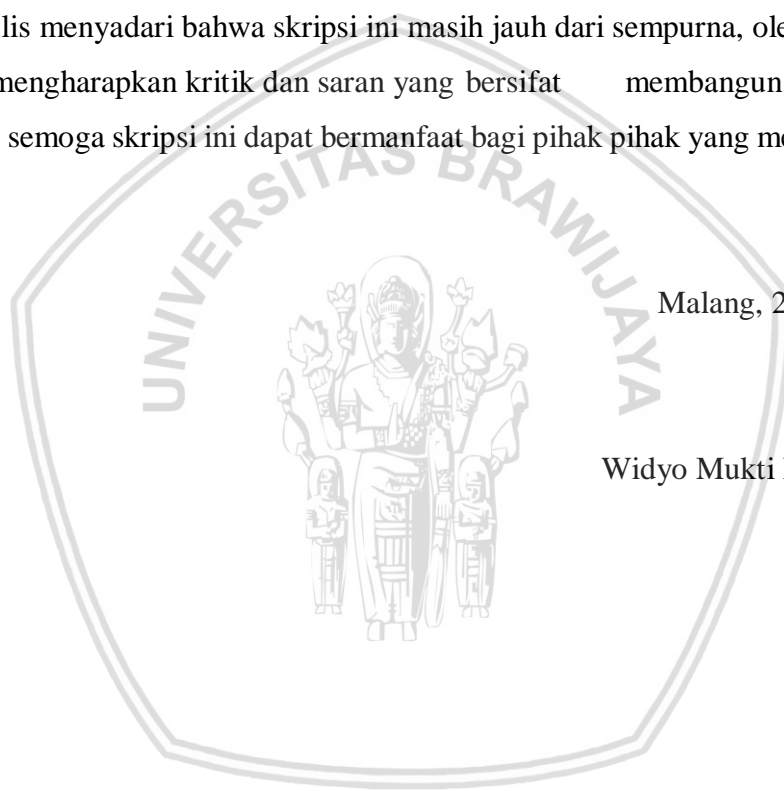 lis menyadari bahwa skripsi ini masih jauh dari sempurna, ole
mengharapkan kritik dan saran yang bersifat membangun
semoga skripsi ini dapat bermanfaat bagi pihak pihak yang me
UNIVERSITAS BRAWIJAYA
Malang, 2
Widyo Mukti